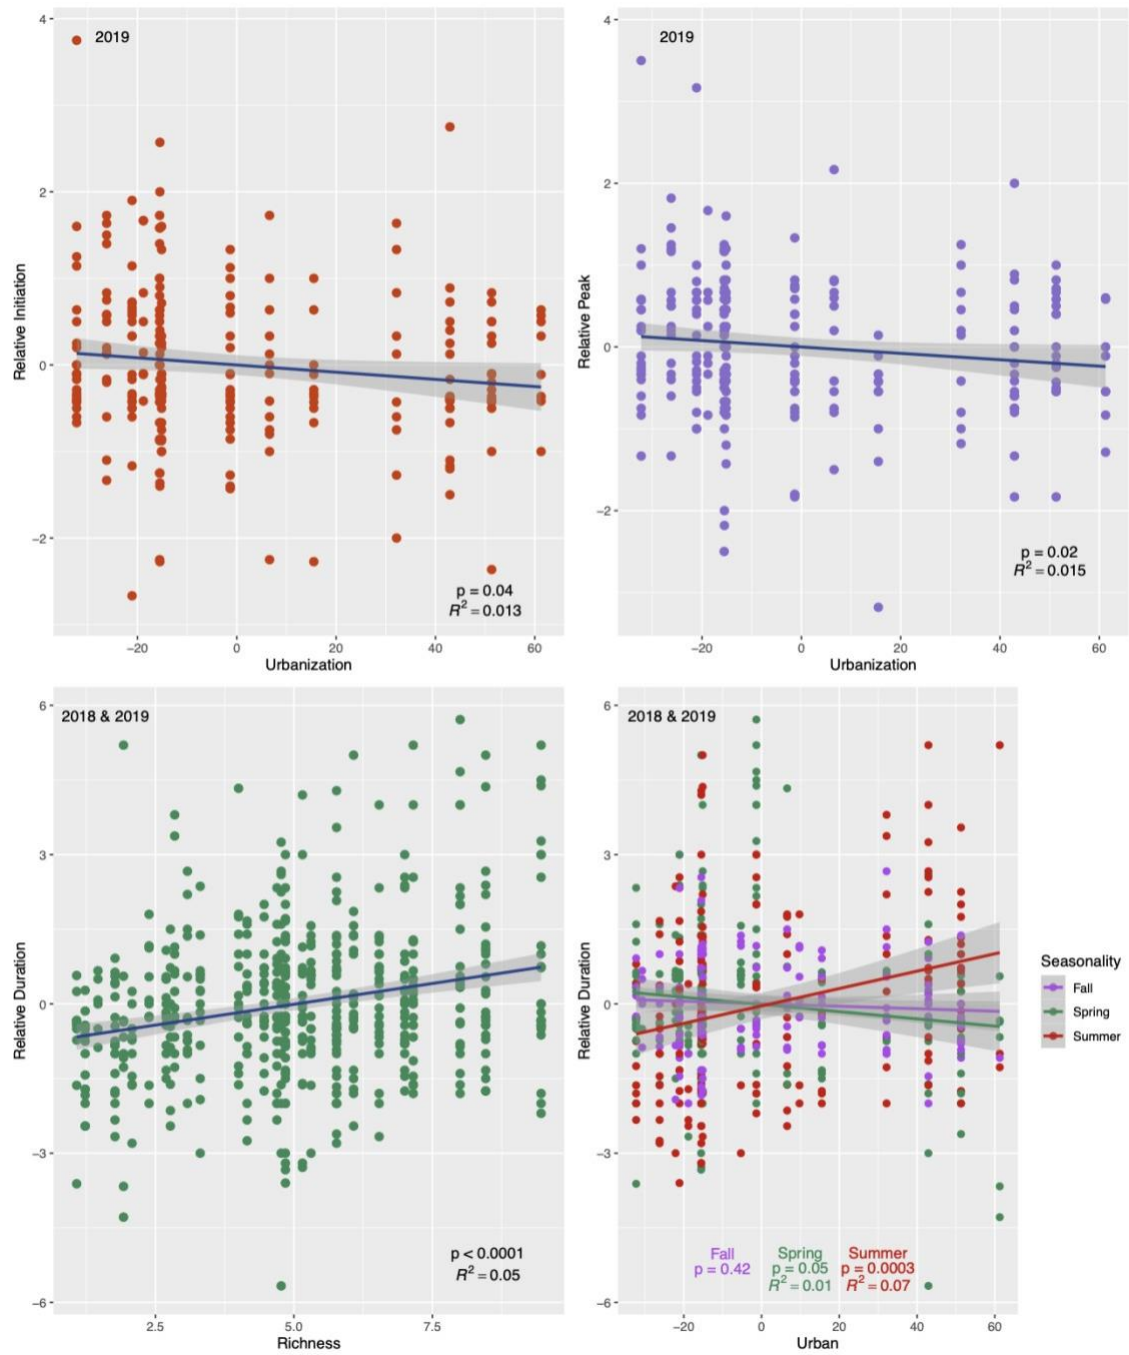 2019
4
2
0
−2
Relative Initiation
p = 0.04
R² = 0.013
−20 0 20 40 60
Urbanization
2019
4
2
0
−2
Relative Peak
p = 0.02
R² = 0.015
−20 0 20 40 60
Urbanization
2018 & 2019
6
3
0
−3
−6
Relative Duration
p < 0.0001
R² = 0.05
2.5 5.0 7.5
Richness
2018 & 2019
6
3
0
−3
−6
Relative Duration
Fall Spring Summer
p = 0.42 p = 0.05 p = 0.0003
R² = 0.01 R² = 0.07
−20 0 20 40 60
Urban
Seasonality
Fall
Spring
Summer